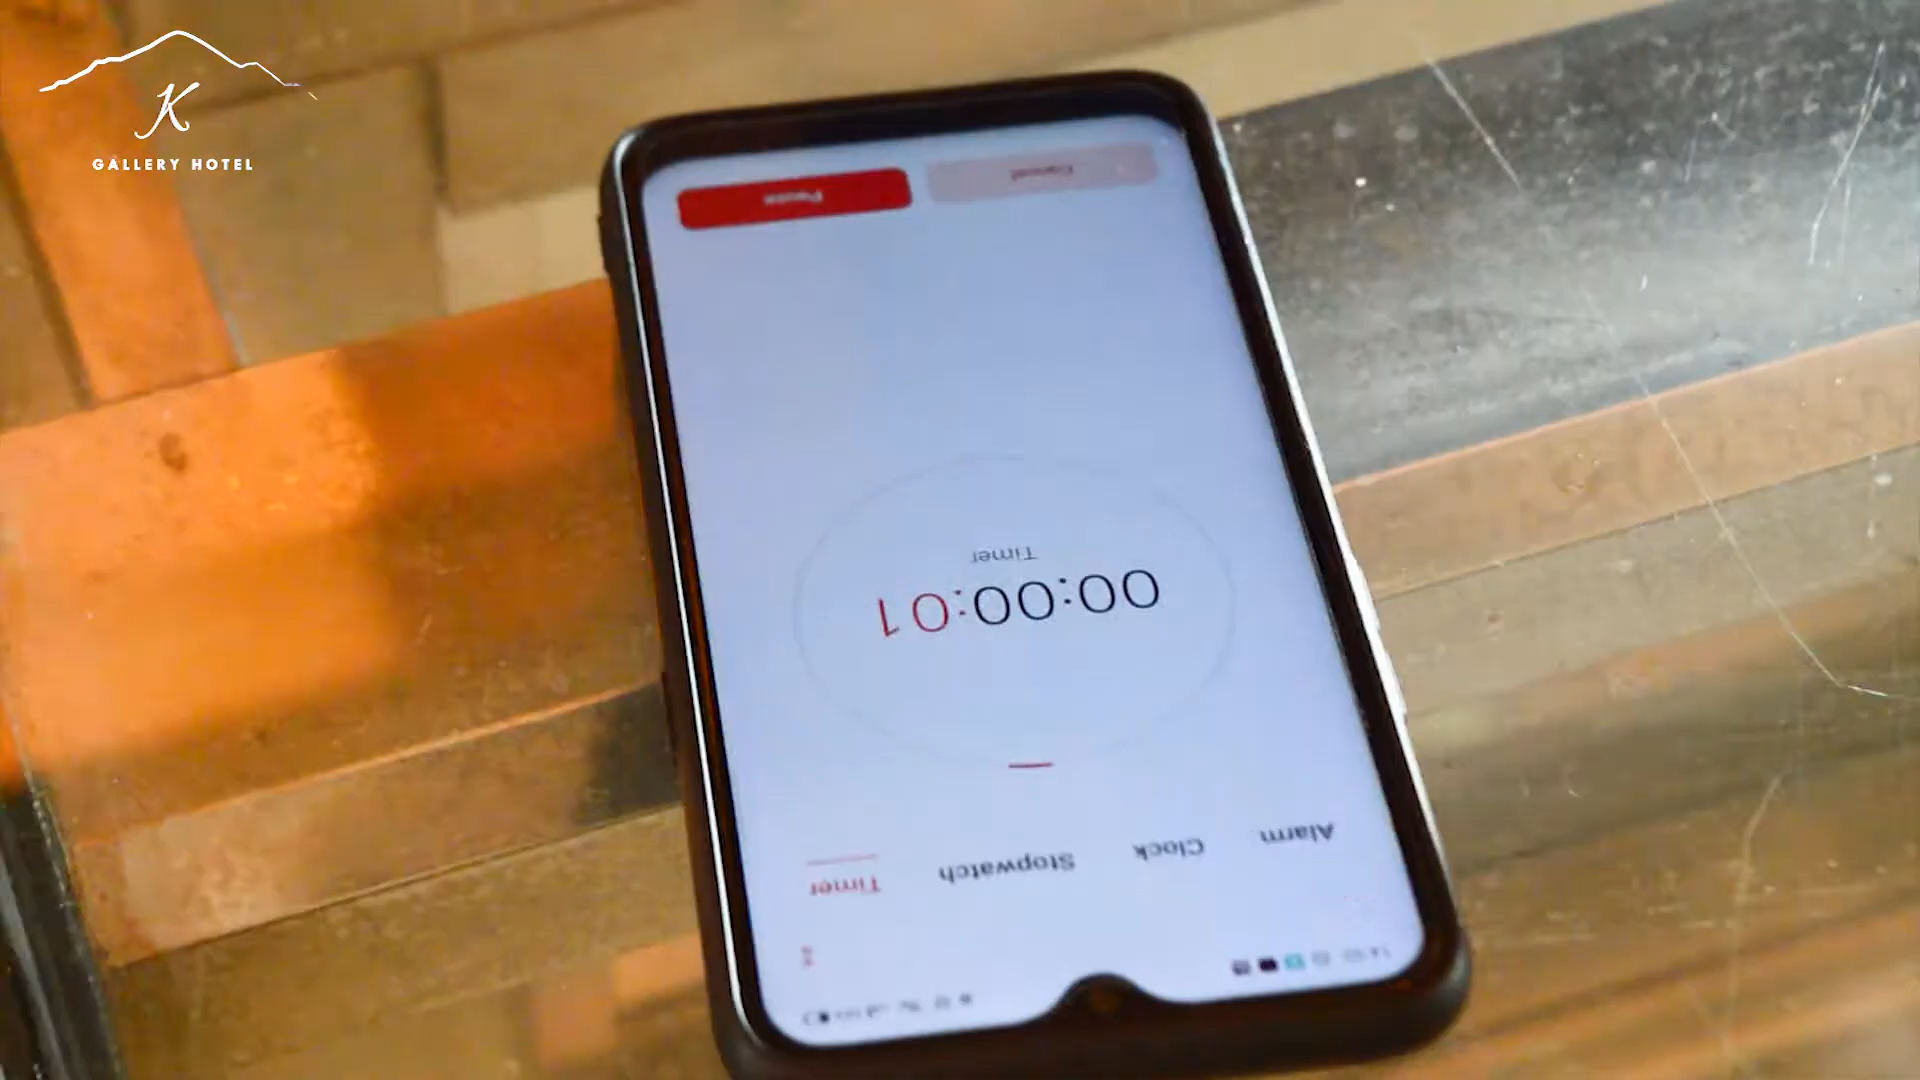 K
GALLERY HOTEL
Alarm Clock Stopwatch Timer
00:00:01
Timer
Cancel Pause